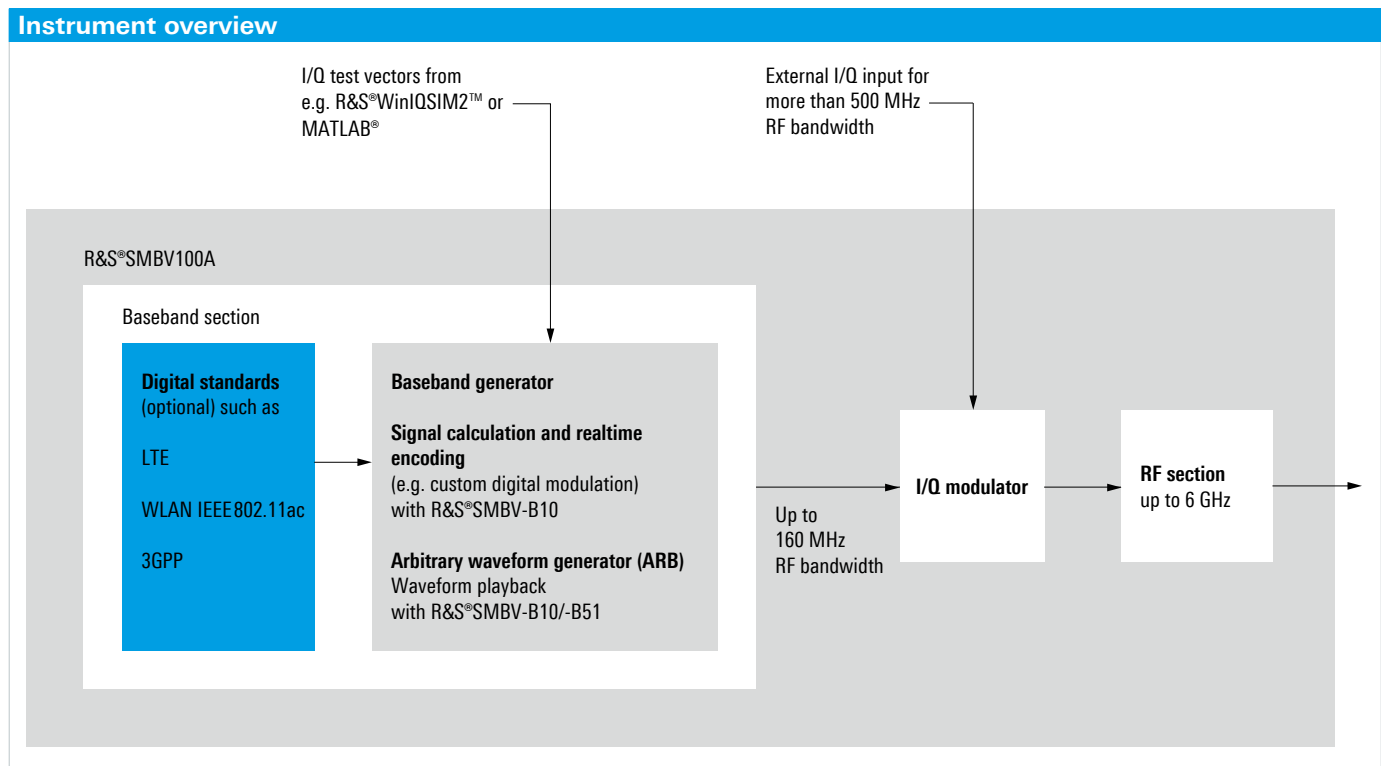 Instrument overview
I/Q test vectors from
e.g. R&S®WinIQSIM2™ or
MATLAB®
External I/Q input for
more than 500 MHz
RF bandwidth
R&S®SMBV100A
Baseband section
Digital standards
(optional) such as
LTE
WLAN IEEE802.11ac
3GPP
Baseband generator
Signal calculation and realtime
encoding
(e.g. custom digital modulation)
with R&S®SMBV-B10
Arbitrary waveform generator (ARB)
Waveform playback
with R&S®SMBV-B10/-B51
Up to
160 MHz
RF bandwidth
I/Q modulator
RF section
up to 6 GHz